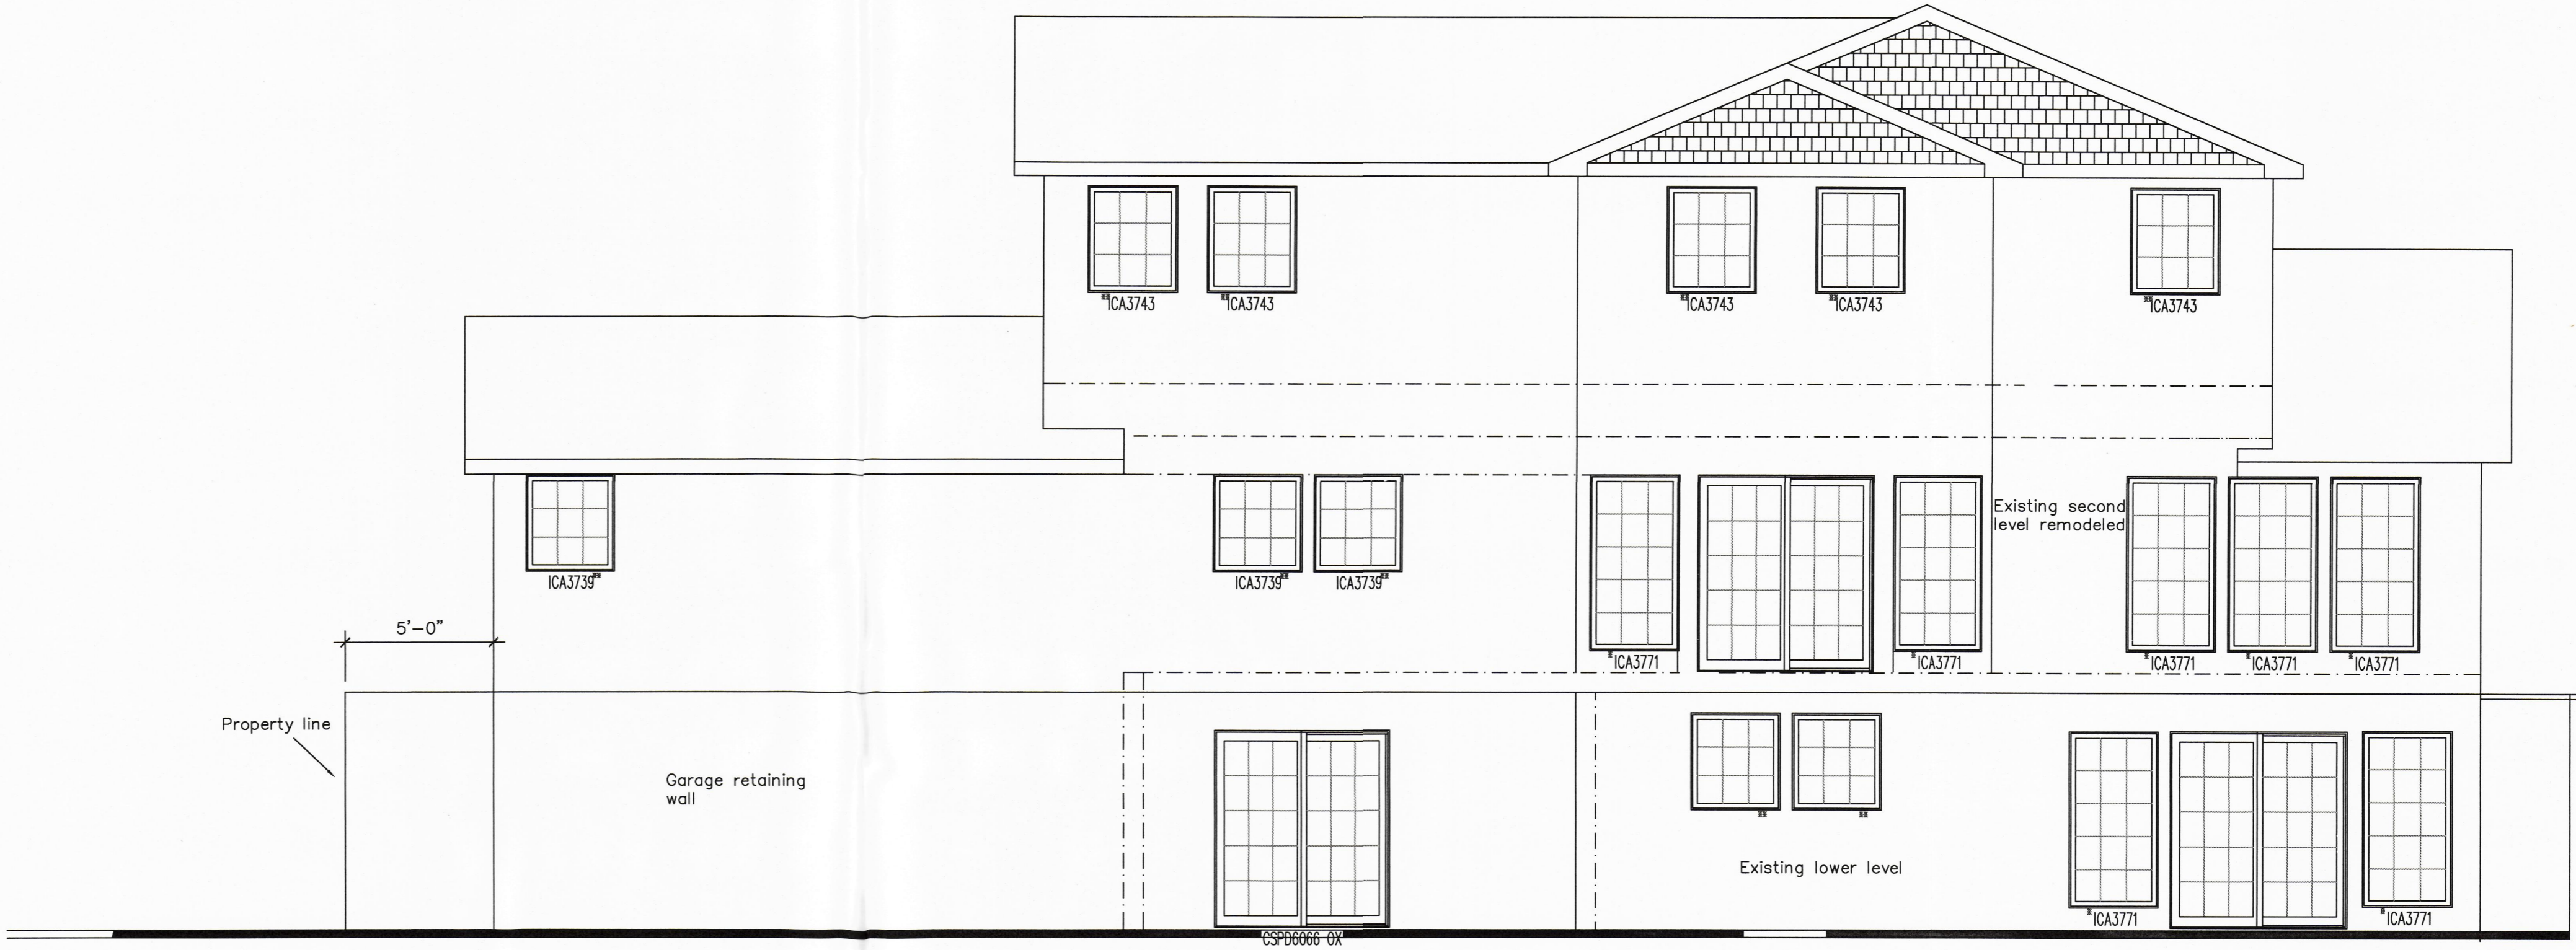 ICA3743 ICA3743 ICA3743 ICA3743 ICA3743
Existing second
level remodeled
ICA3739 ICA3739 ICA3739
5'-0"
ICA3771 ICA3771 ICA3771 ICA3771 ICA3771
Property line
Garage retaining
wall
Existing lower level
ICA3771 ICA3771
CSPD6066 OX